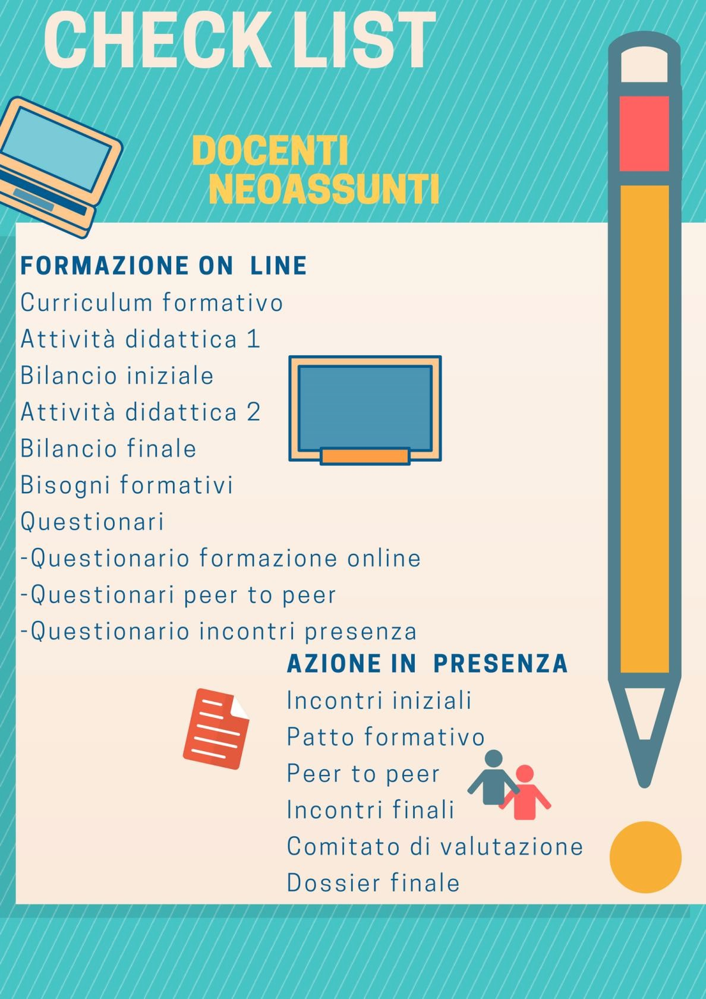 CHECK LIST
DOCENTI
NEOASSUNTI
FORMAZIONE ON LINE
Curriculum formativo
Attività didattica 1
Bilancio iniziale
Attività didattica 2
Bilancio finale
Bisogni formativi
Questionari
-Questionario formazione online
-Questionari peer to peer
-Questionario incontri presenza
AZIONE IN PRESENZA
Incontri iniziali
Patto formativo
Peer to peer
Incontri finali
Comitato di valutazione
Dossier finale